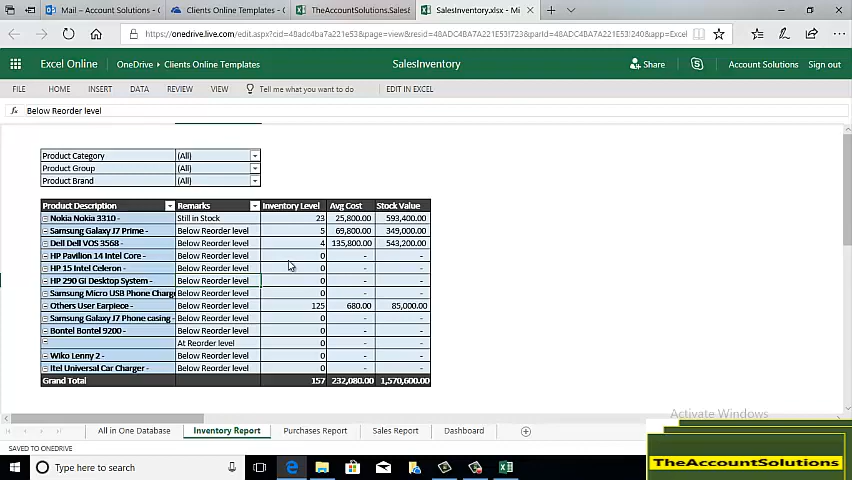 Mail – Account Solutions - O
Clients Online Templates - O
TheAccountSolutions.SalesI
SalesInventory.xlsx - Mi
https://onedrive.live.com/edit.aspx?cid=48adc4ba7a221e53&page=view&resid=48ADC4BA7A221E53!723&parId=48ADC4BA7A221E53!240&app=Excel
Excel Online
OneDrive
Clients Online Templates
SalesInventory
Share
Account Solutions
Sign out
FILE HOME INSERT DATA REVIEW VIEW Tell me what you want to do EDIT IN EXCEL
fx Below Reorder level
Product Category (All)
Product Group (All)
Product Brand (All)
Product Description Remarks Inventory Level Avg Cost Stock Value
Nokia Nokia 3310 - Still in Stock 23 25,800.00 593,400.00
Samsung Galaxy J7 Prime - Below Reorder level 5 69,800.00 349,000.00
Dell Dell VOS 3568 - Below Reorder level 4 135,800.00 543,200.00
HP Pavilion 14 Intel Core - Below Reorder level 0 - -
HP 15 Intel Celeron - Below Reorder level 0 - -
HP 290 GI Desktop System - Below Reorder level 0 - -
Samsung Micro USB Phone Charg Below Reorder level 0 - -
Others User Earpiece - Below Reorder level 125 680.00 85,000.00
Samsung Galaxy J7 Phone casing - Below Reorder level 0 - -
Bontel Bontel 9200 - Below Reorder level 0 - -
At Reorder level 0 - -
Wiko Lenny 2 - Below Reorder level 0 - -
Itel Universal Car Charger - Below Reorder level 0 - -
Grand Total 157 232,080.00 1,570,600.00
Activate Windows
All in One Database Inventory Report Purchases Report Sales Report Dashboard
SAVED TO ONEDRIVE
Type here to search
TheAccountSolutions